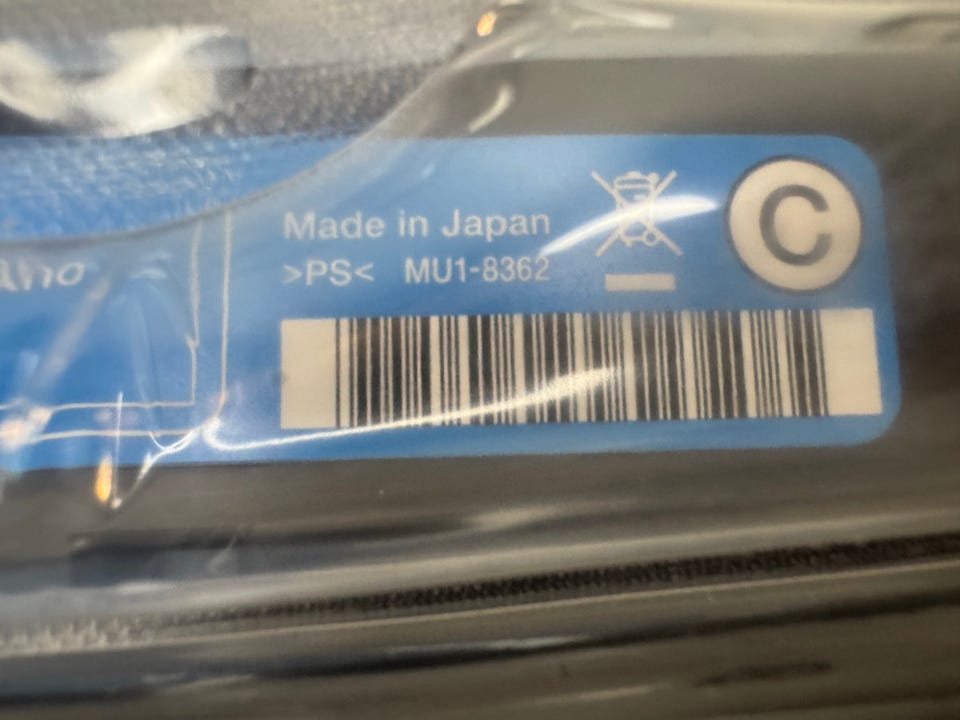 Made in Japan
>PS< MU1-8362
C